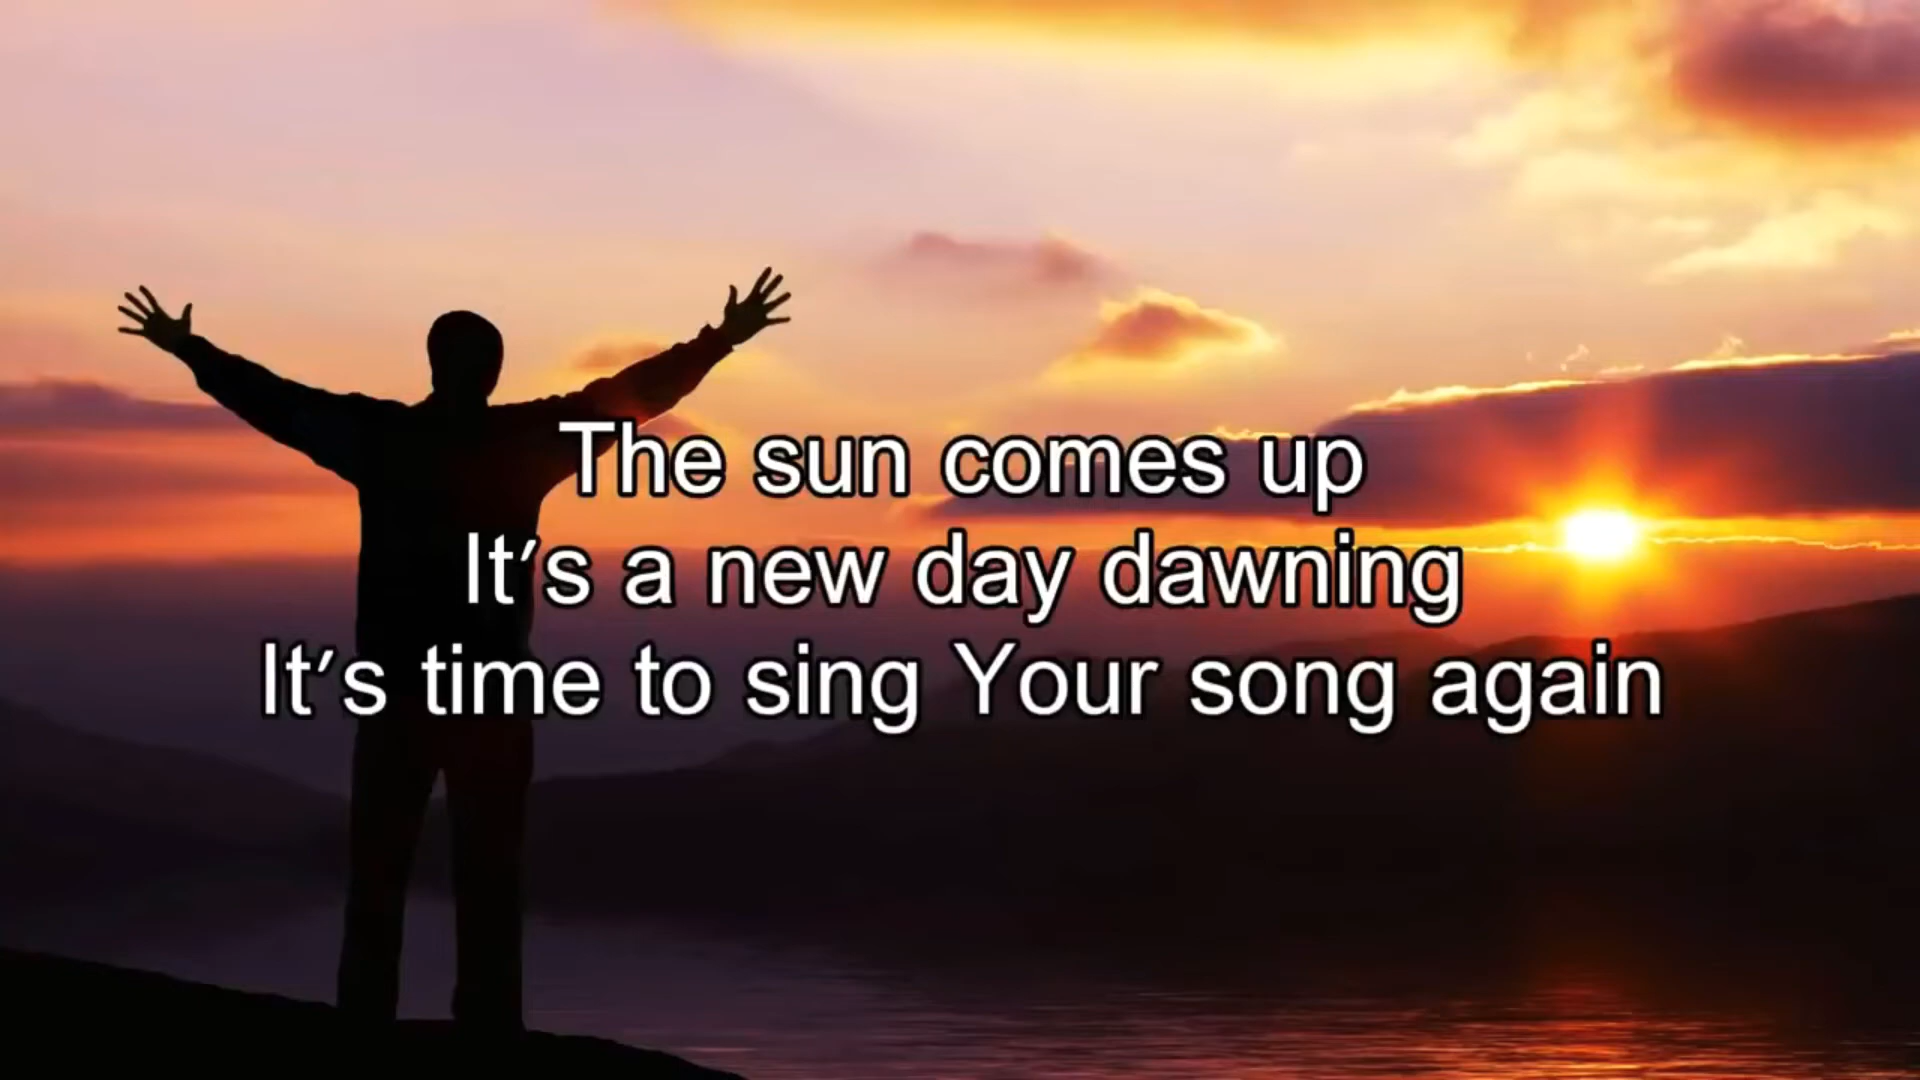 The sun comes up
It's a new day dawning
It's time to sing Your song again